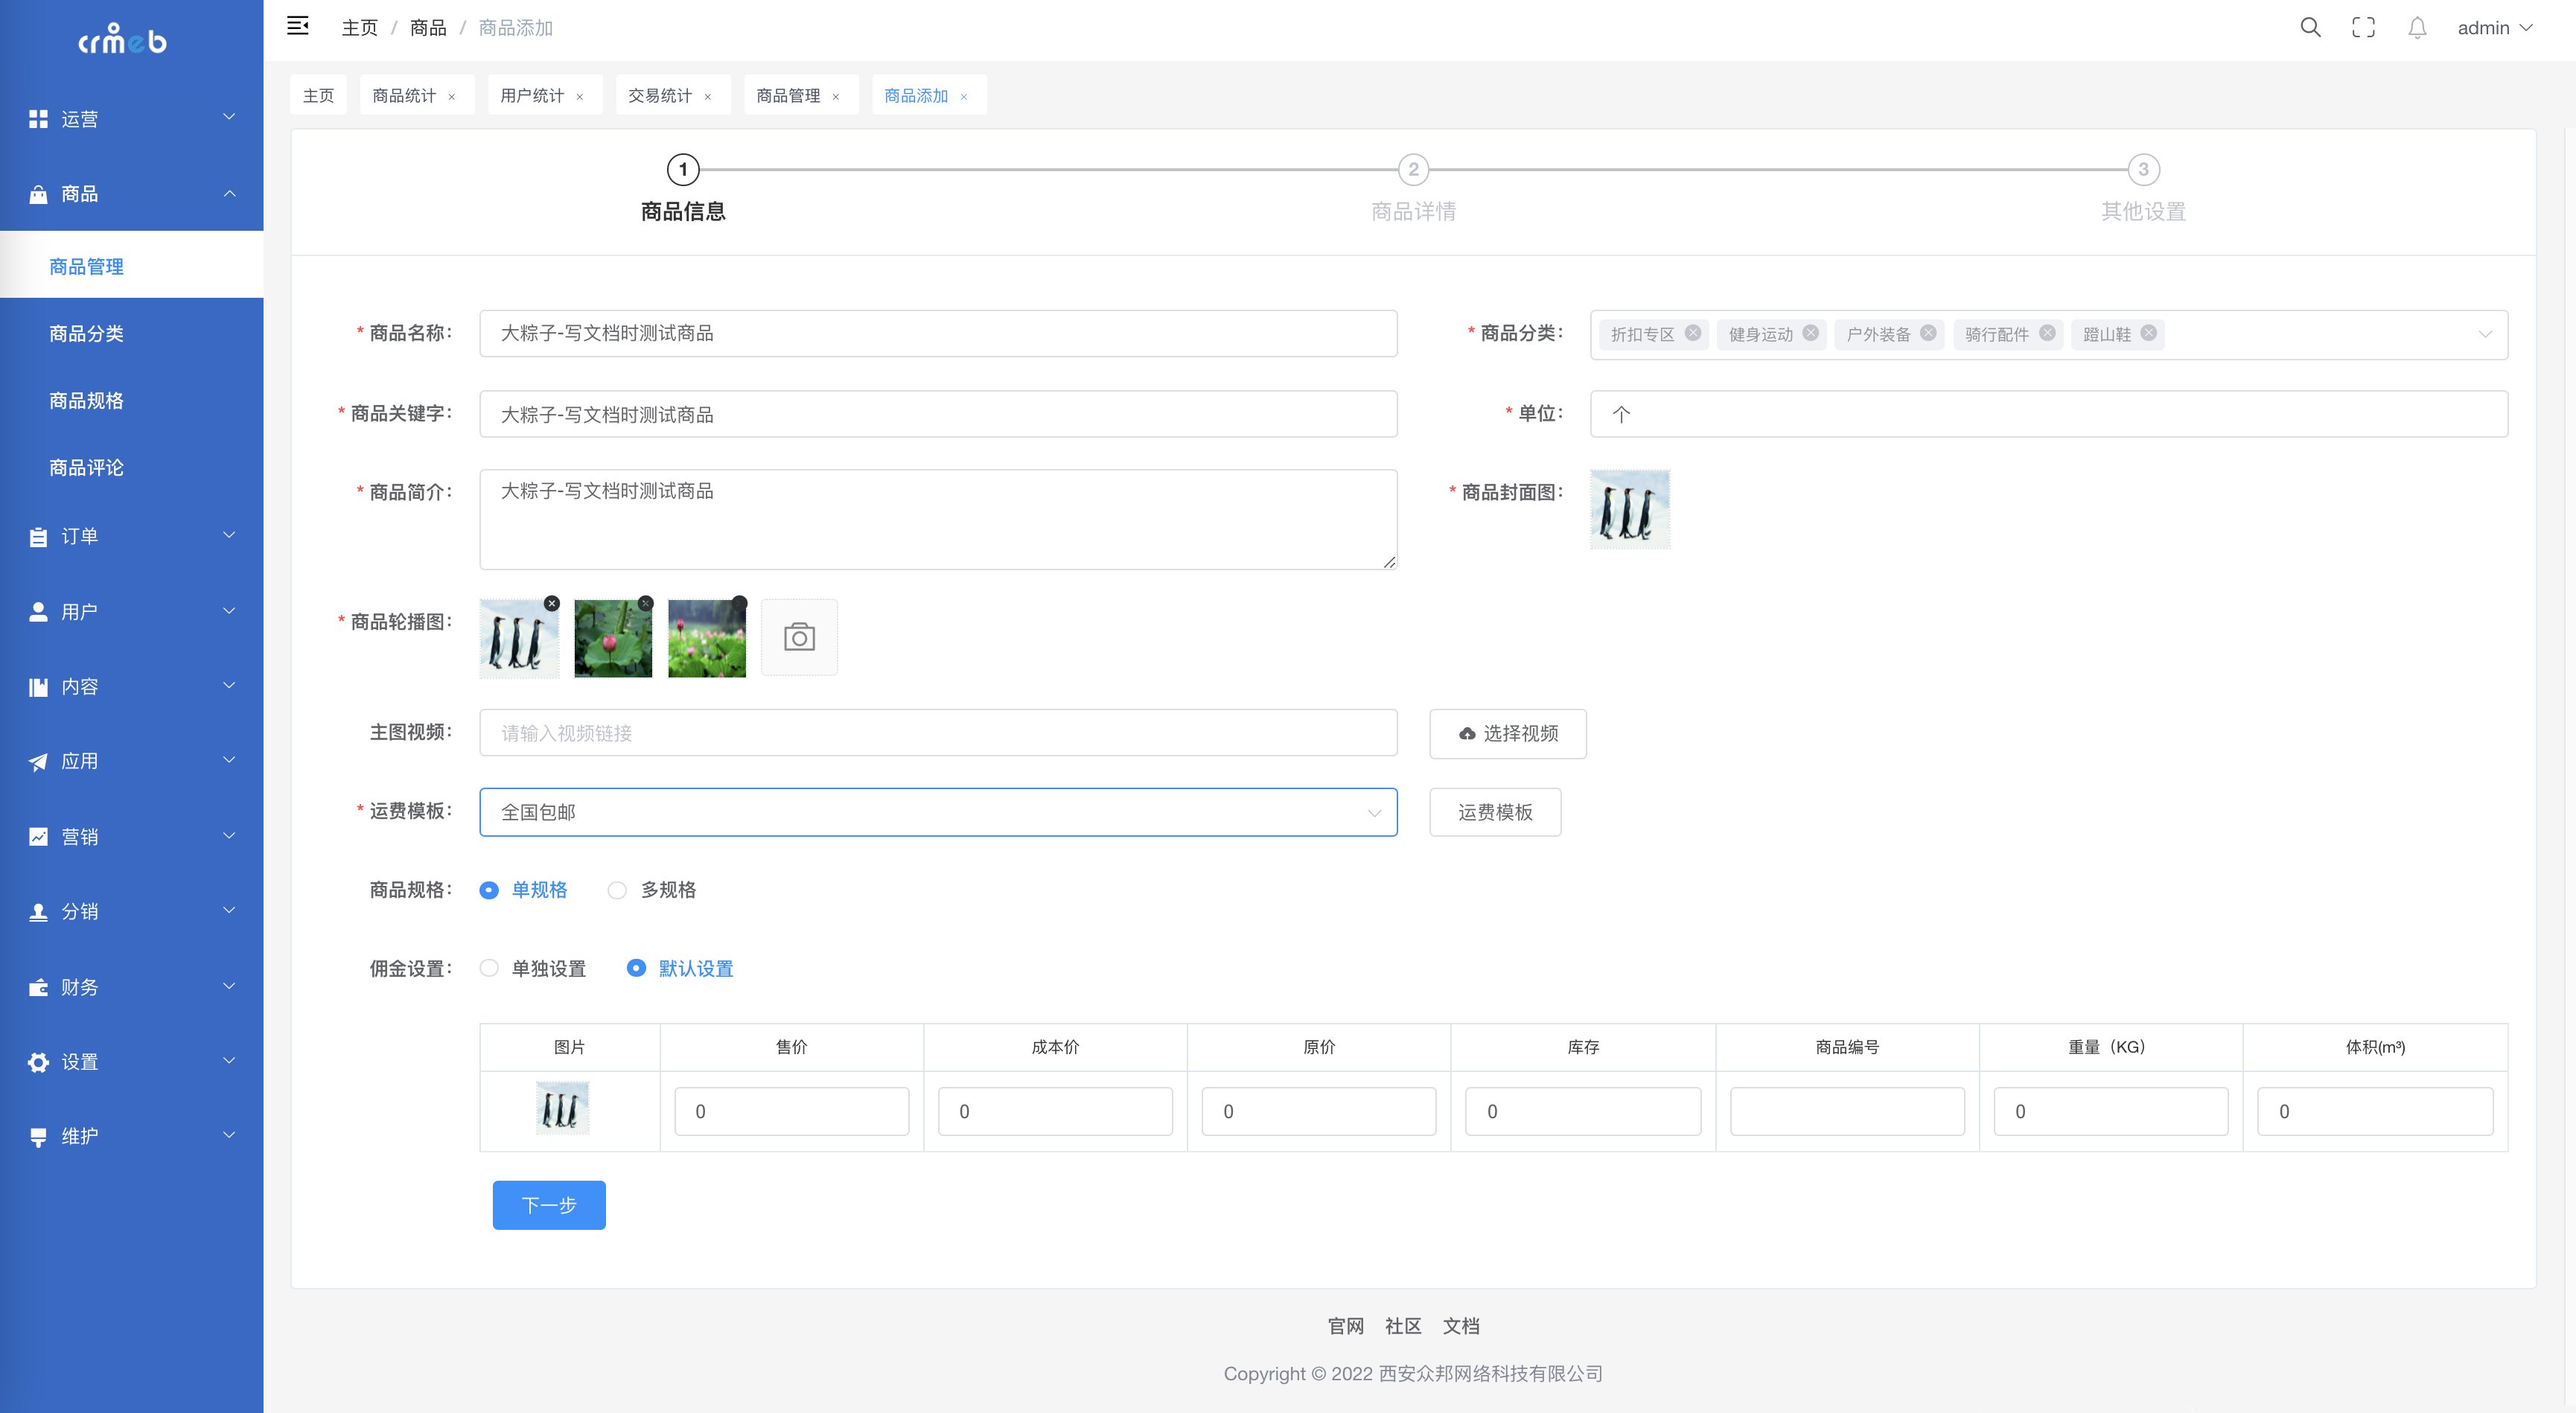 crmeb
运营
商品
商品管理
商品分类
商品规格
商品评论
订单
用户
内容
应用
营销
分销
财务
设置
维护
主页 / 商品 / 商品添加
admin
主页 商品统计 × 用户统计 × 交易统计 × 商品管理 × 商品添加 ×
1 2 3
商品信息 商品详情 其他设置
* 商品名称： 大粽子-写文档时测试商品
* 商品分类： 折扣专区 健身运动 户外装备 骑行配件 蹬山鞋
* 商品关键字： 大粽子-写文档时测试商品
* 单位： 个
* 商品简介： 大粽子-写文档时测试商品
* 商品封面图：
* 商品轮播图：
主图视频： 请输入视频链接 选择视频
* 运费模板： 全国包邮 运费模板
商品规格： 单规格 多规格
佣金设置： 单独设置 默认设置
图片 售价 成本价 原价 库存 商品编号 重量（KG） 体积(m³)
0 0 0 0 0 0
下一步
官网 社区 文档
Copyright © 2022 西安众邦网络科技有限公司